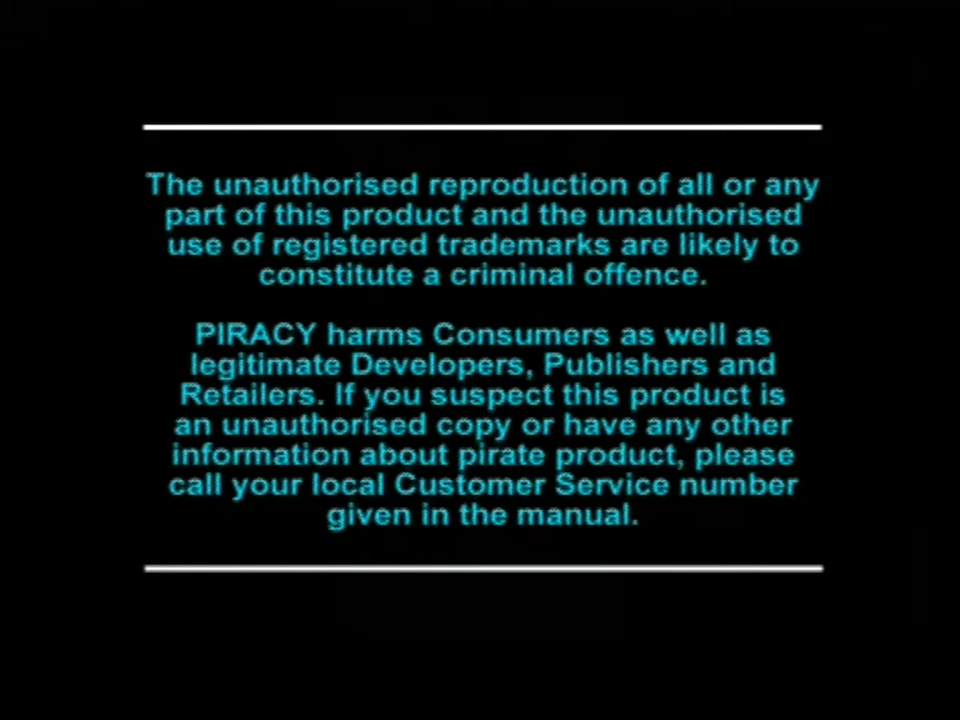 The unauthorised reproduction of all or any
part of this product and the unauthorised
use of registered trademarks are likely to
constitute a criminal offence.
PIRACY harms Consumers as well as
legitimate Developers, Publishers and
Retailers. If you suspect this product is
an unauthorised copy or have any other
information about pirate product, please
call your local Customer Service number
given in the manual.